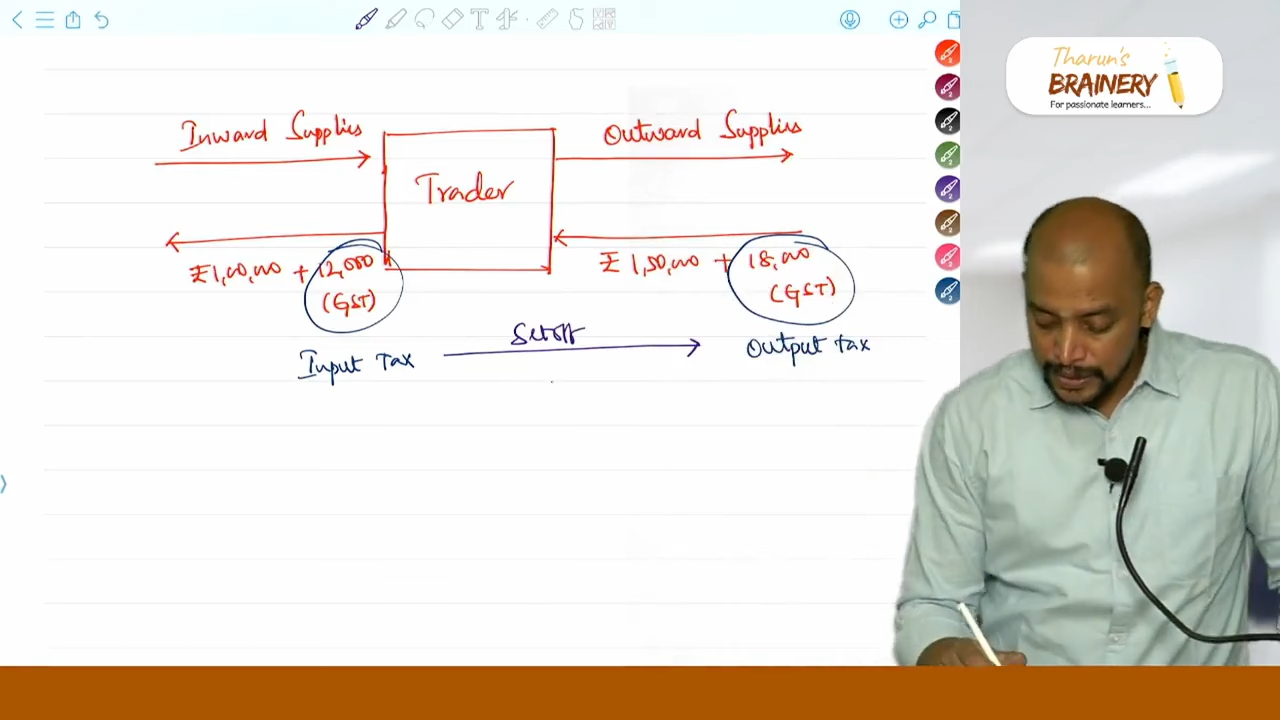 Tharun's
BRAINERY
For passionate learners...
Inward Supplies
Outward Supplies
Trader
₹1,00,000 + 12,000
(GST)
₹ 1,50,000 + 18,000
(GST)
Setoff
Input Tax
Output tax